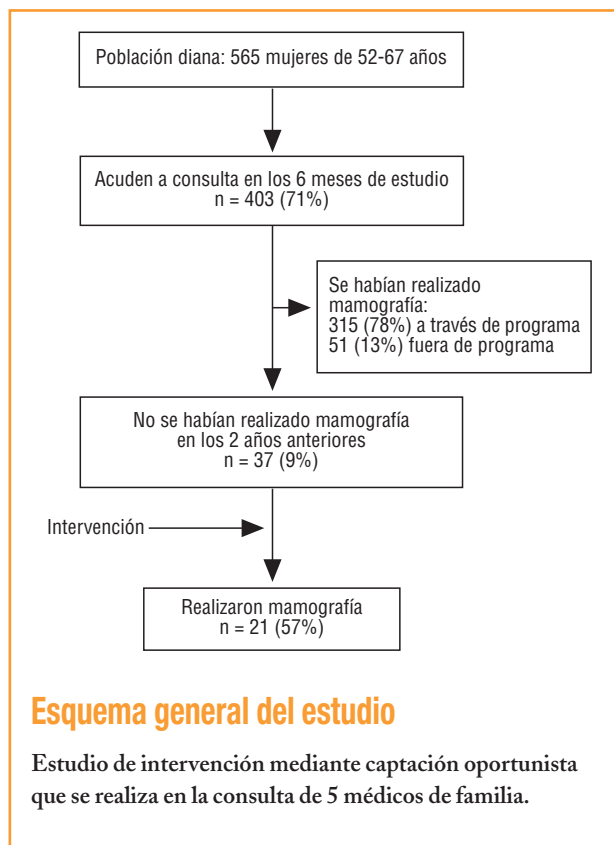 Población diana: 565 mujeres de 52-67 años
Acuden a consulta en los 6 meses de estudio
n = 403 (71%)
Se habían realizado
mamografía:
315 (78%) a través de programa
51 (13%) fuera de programa
No se habían realizado mamografía
en los 2 años anteriores
n = 37 (9%)
Intervención
Realizaron mamografía
n = 21 (57%)
Esquema general del estudio
Estudio de intervención mediante captación oportunista
que se realiza en la consulta de 5 médicos de familia.